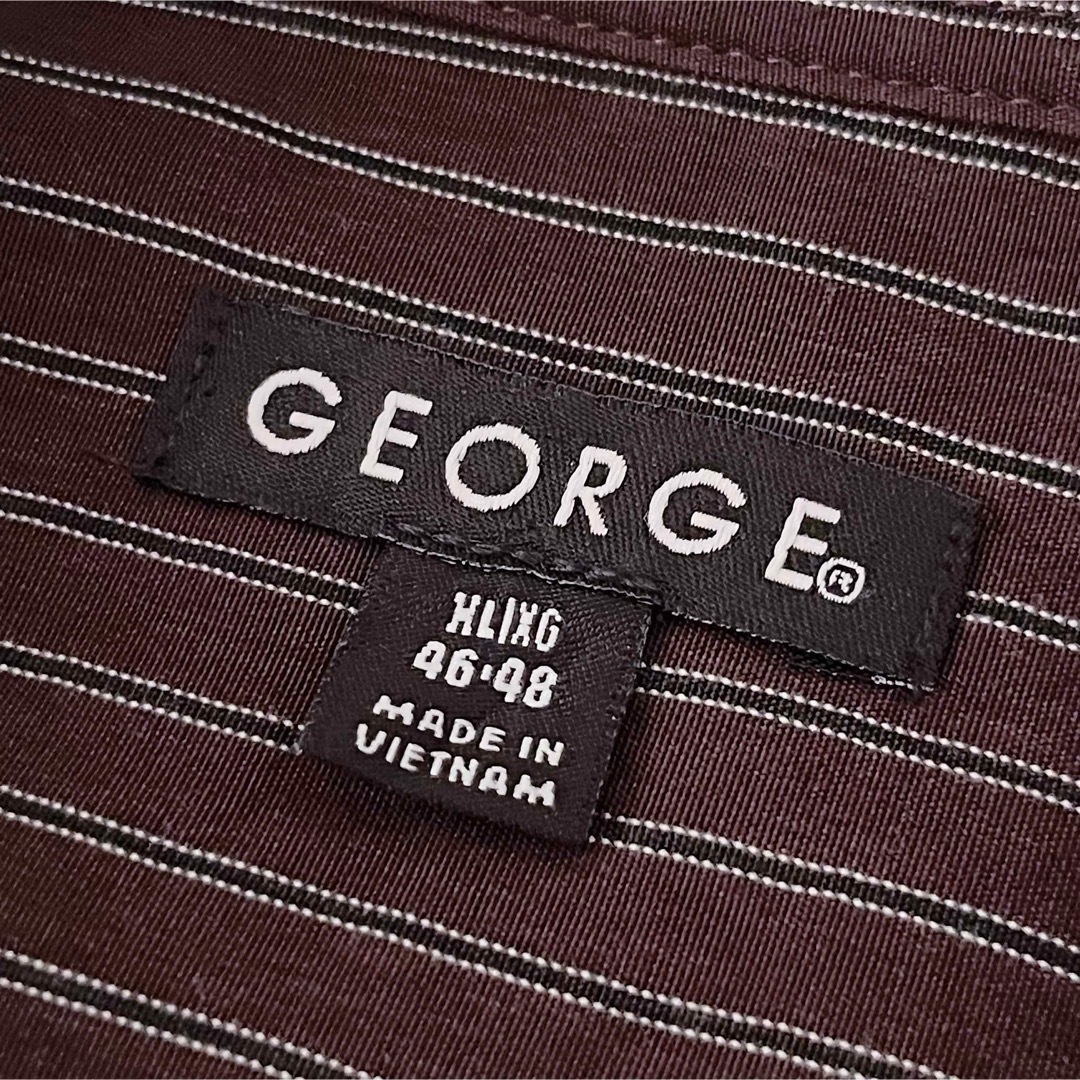 GEORGE®
XL|XG
46·48
MADE IN
VIETNAM